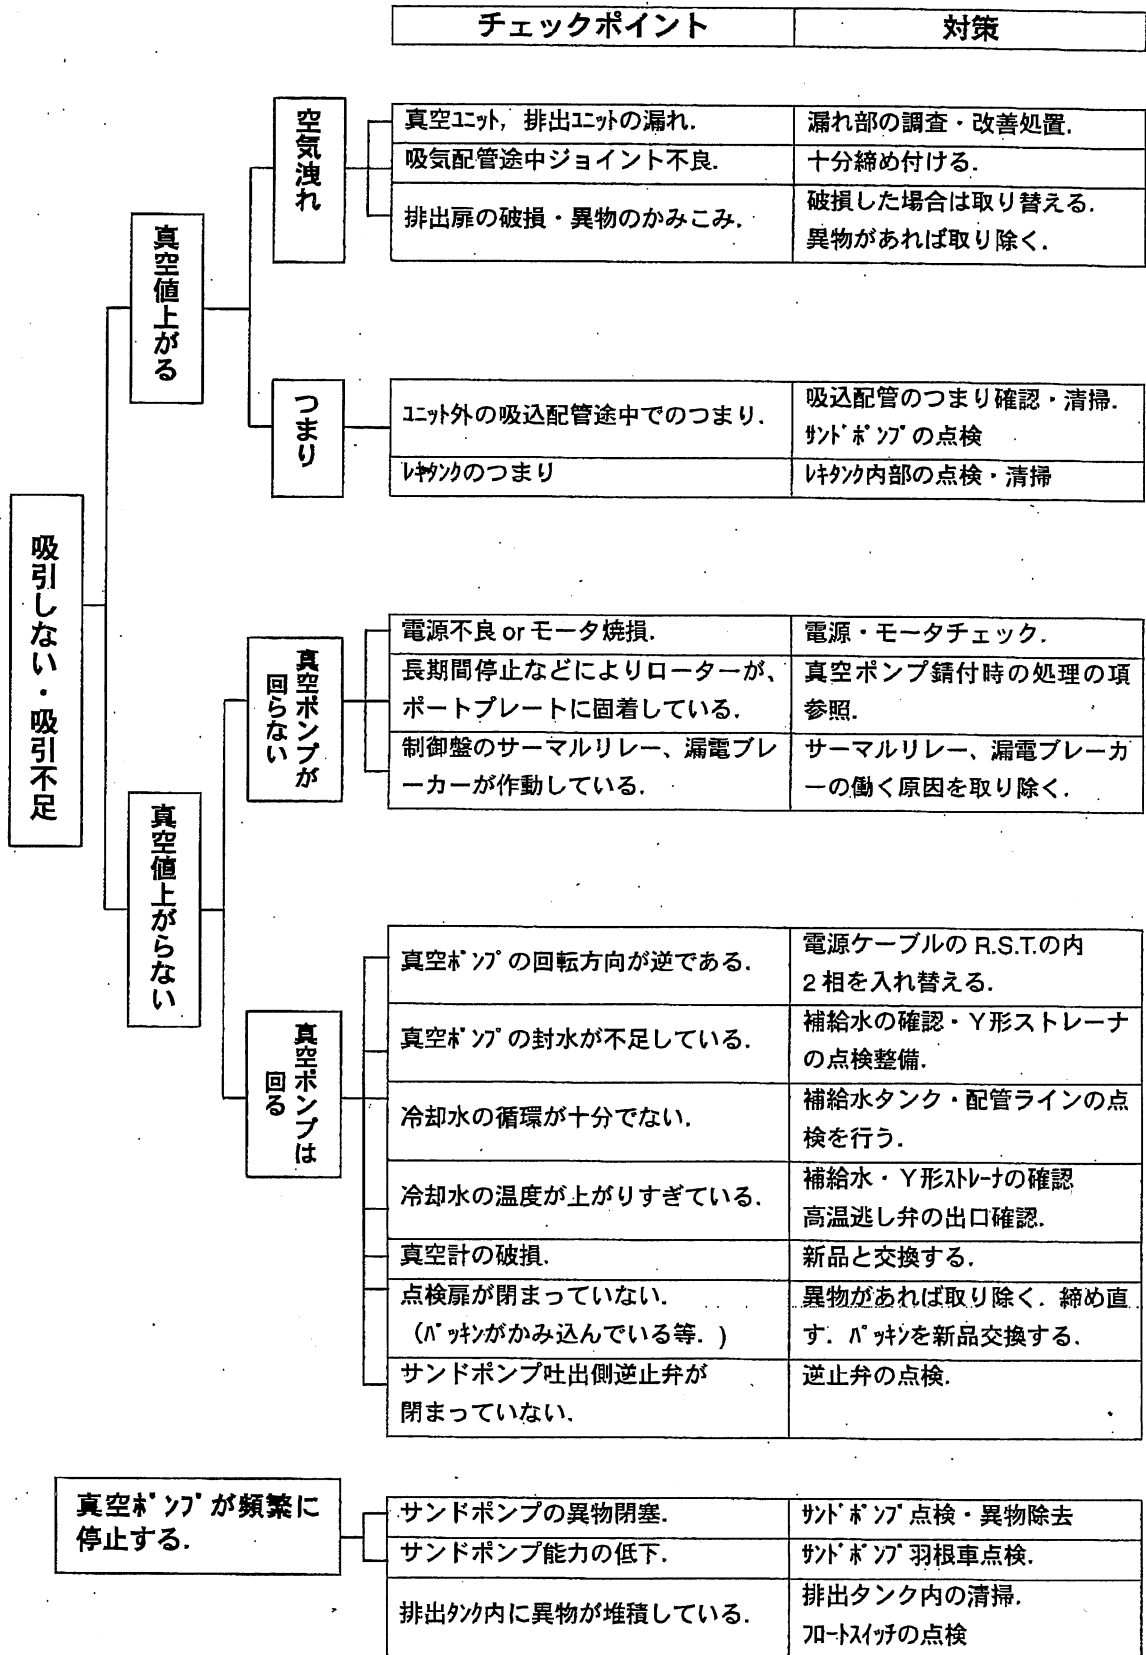 チェックポイント 対策
吸引しない・吸引不足
真空値上がる
空気洩れ
真空ﾕﾆｯﾄ，排出ﾕﾆｯﾄの漏れ． 漏れ部の調査・改善処置．
吸気配管途中ジョイント不良． 十分締め付ける．
排出扉の破損・異物のかみこみ． 破損した場合は取り替える．
異物があれば取り除く．
つまり
ﾕﾆｯﾄ外の吸込配管途中でのつまり． 吸込配管のつまり確認・清掃．
ｻﾝﾄﾞﾎﾟﾝﾌﾟの点検
ﾚｷﾀﾝｸのつまり ﾚｷﾀﾝｸ内部の点検・清掃
真空値上がらない
真空ポンプが
回らない
電源不良 or モータ焼損． 電源・モータチェック．
長期間停止などによりローターが、
ポートプレートに固着している．
真空ポンプ錆付時の処理の項
参照．
制御盤のサーマルリレー、漏電ブレ
ーカーが作動している．
サーマルリレー、漏電ブレーカ
ーの働く原因を取り除く．
真空ポンプは
回る
真空ﾎﾟﾝﾌﾟの回転方向が逆である．
電源ケーブルの R.S.T.の内
2 相を入れ替える．
真空ﾎﾟﾝﾌﾟの封水が不足している．
補給水の確認・Ｙ形ストレーナ
の点検整備．
冷却水の循環が十分でない．
補給水タンク・配管ラインの点
検を行う．
冷却水の温度が上がりすぎている．
補給水・Ｙ形ｽﾄﾚｰﾅの確認
高温逃し弁の出口確認．
真空計の破損． 新品と交換する．
点検扉が閉まっていない．
（ﾊﾟｯｷﾝがかみ込んでいる等．)
異物があれば取り除く．締め直
す．ﾊﾟｯｷﾝを新品交換する．
サンドポンプ吐出側逆止弁が
閉まっていない．
逆止弁の点検．
真空ﾎﾟﾝﾌﾟが頻繁に
停止する．
サンドポンプの異物閉塞． ｻﾝﾄﾞﾎﾟﾝﾌﾟ点検・異物除去
サンドポンプ能力の低下． ｻﾝﾄﾞﾎﾟﾝﾌﾟ羽根車点検．
排出ﾀﾝｸ内に異物が堆積している．
排出タンク内の清掃．
ﾌﾛｰﾄｽｲｯﾁの点検